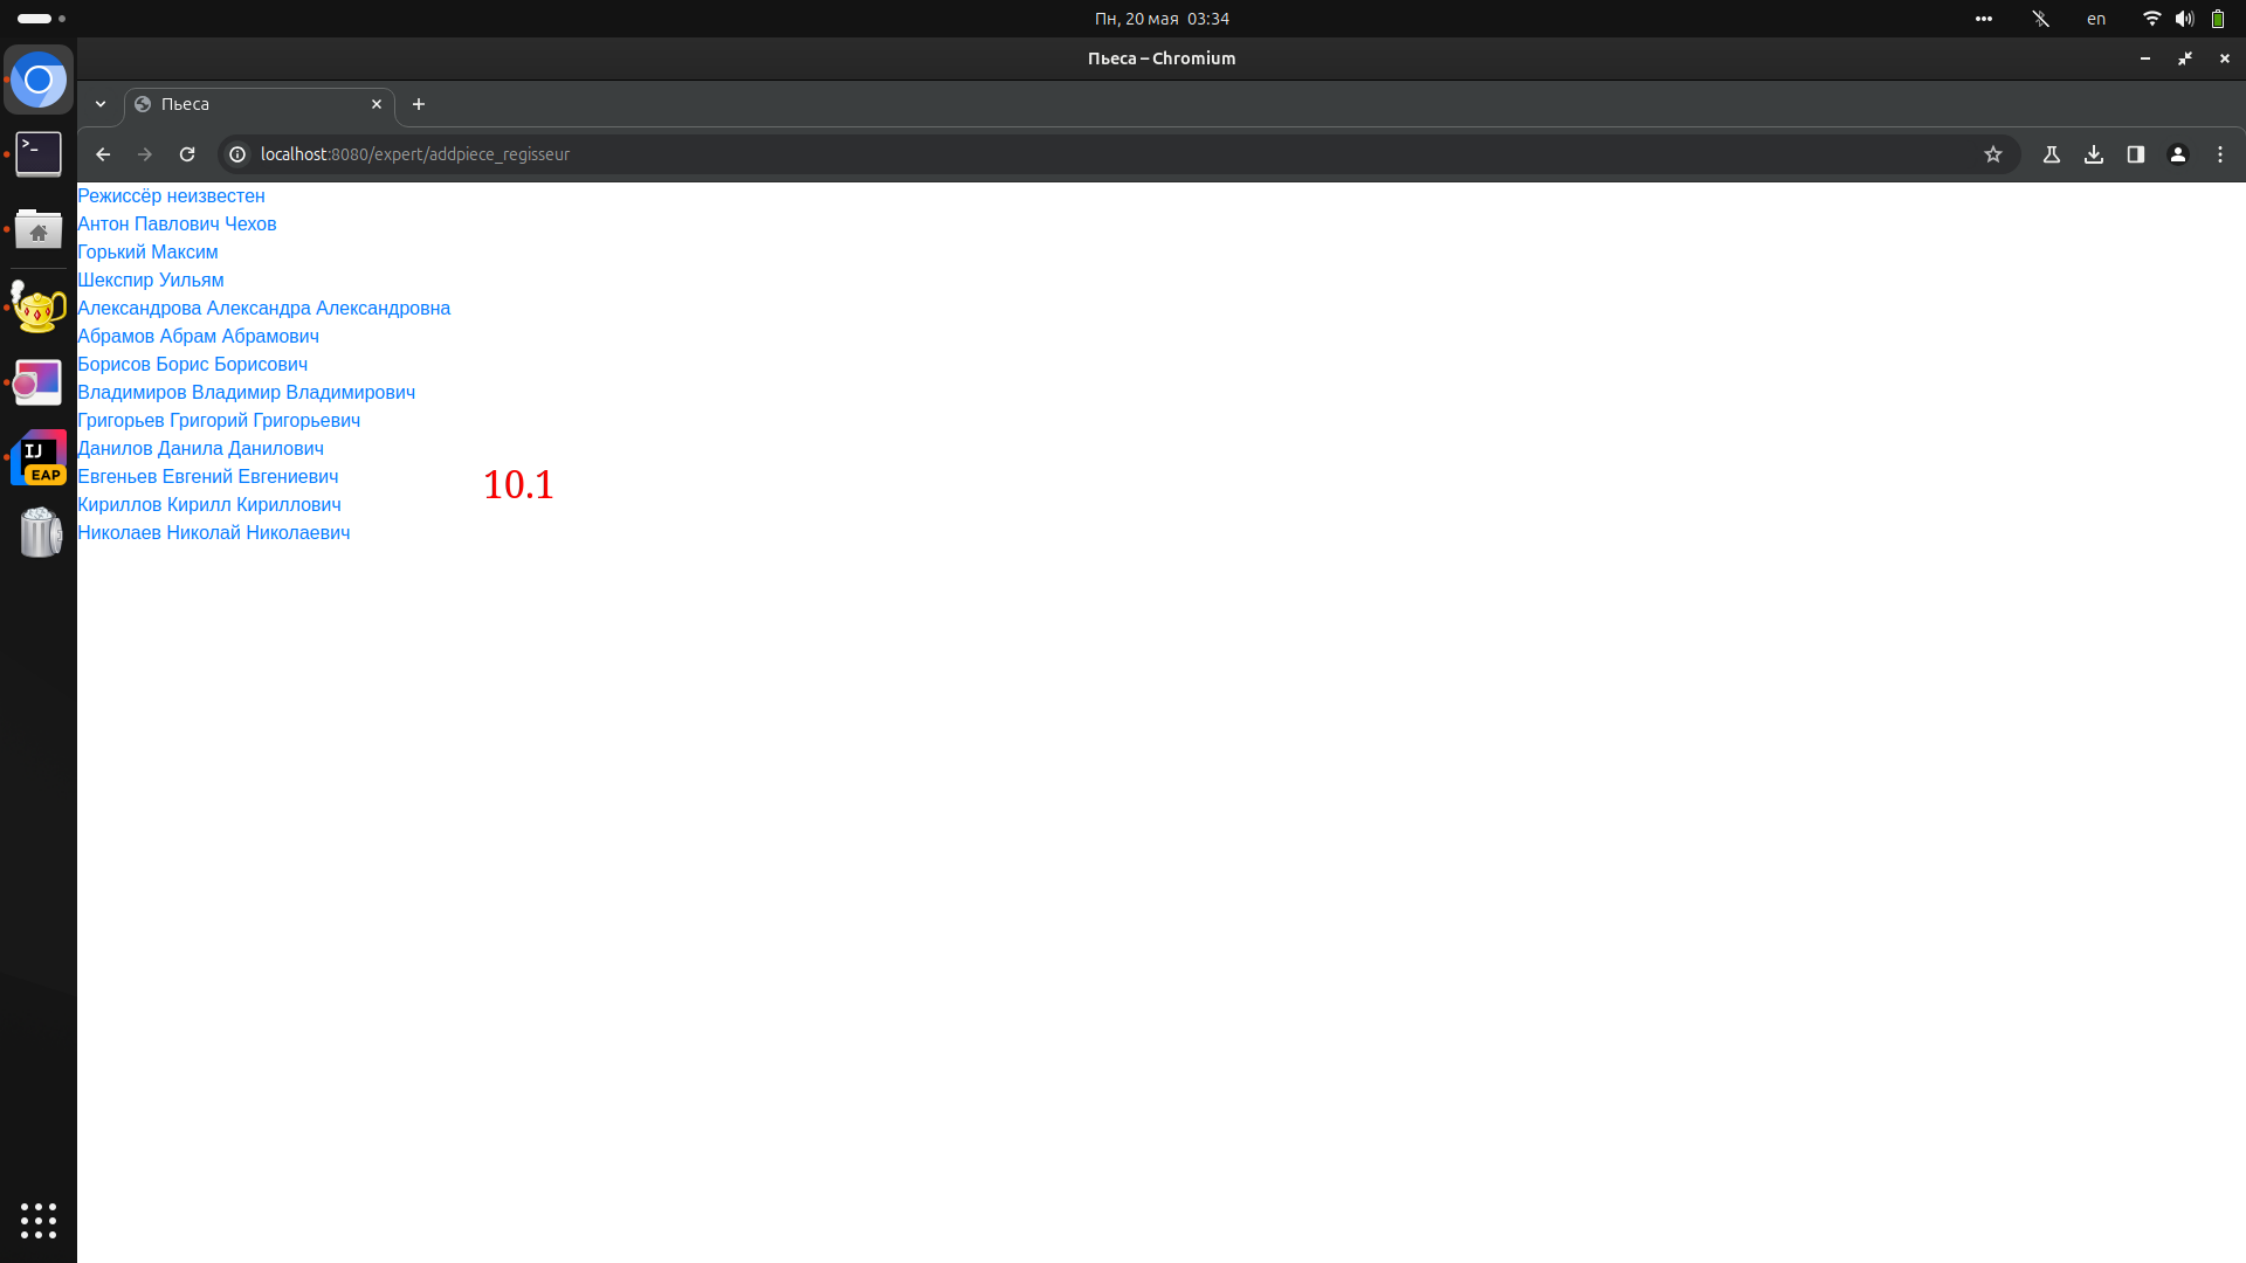 Пн, 20 мая 03:34
en
Пьеса – Chromium
Пьеса
localhost:8080/expert/addpiece_regisseur
Режиссёр неизвестен
Антон Павлович Чехов
Горький Максим
Шекспир Уильям
Александрова Александра Александровна
Абрамов Абрам Абрамович
Борисов Борис Борисович
Владимиров Владимир Владимирович
Григорьев Григорий Григорьевич
Данилов Данила Данилович
Евгеньев Евгений Евгениевич
10.1
Кириллов Кирилл Кириллович
Николаев Николай Николаевич
>_
IJ
EAP